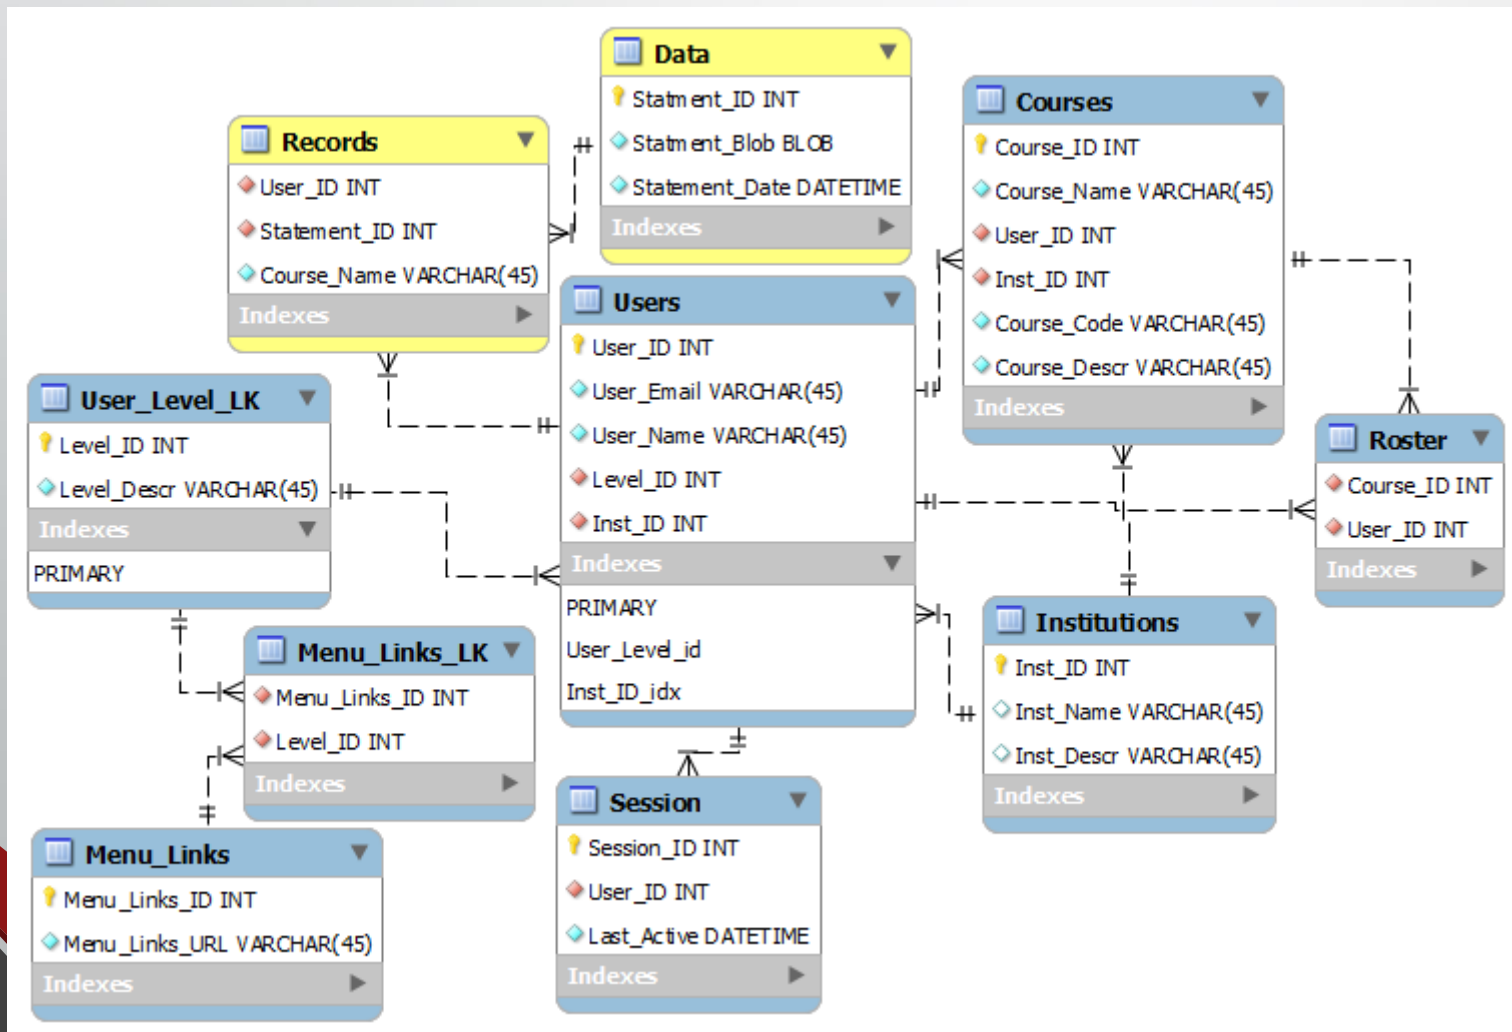 Data
Statment_ID INT
Statment_Blob BLOB
Statement_Date DATETIME
Indexes
Records
User_ID INT
Statement_ID INT
Course_Name VARCHAR(45)
Indexes
Courses
Course_ID INT
Course_Name VARCHAR(45)
User_ID INT
Inst_ID INT
Course_Code VARCHAR(45)
Course_Descr VARCHAR(45)
Indexes
Users
User_ID INT
User_Email VARCHAR(45)
User_Name VARCHAR(45)
Level_ID INT
Inst_ID INT
Indexes
PRIMARY
User_Level_id
Inst_ID_idx
User_Level_LK
Level_ID INT
Level_Descr VARCHAR(45)
Indexes
PRIMARY
Roster
Course_ID INT
User_ID INT
Indexes
Menu_Links_LK
Menu_Links_ID INT
Level_ID INT
Indexes
Institutions
Inst_ID INT
Inst_Name VARCHAR(45)
Inst_Descr VARCHAR(45)
Indexes
Menu_Links
Menu_Links_ID INT
Menu_Links_URL VARCHAR(45)
Indexes
Session
Session_ID INT
User_ID INT
Last_Active DATETIME
Indexes